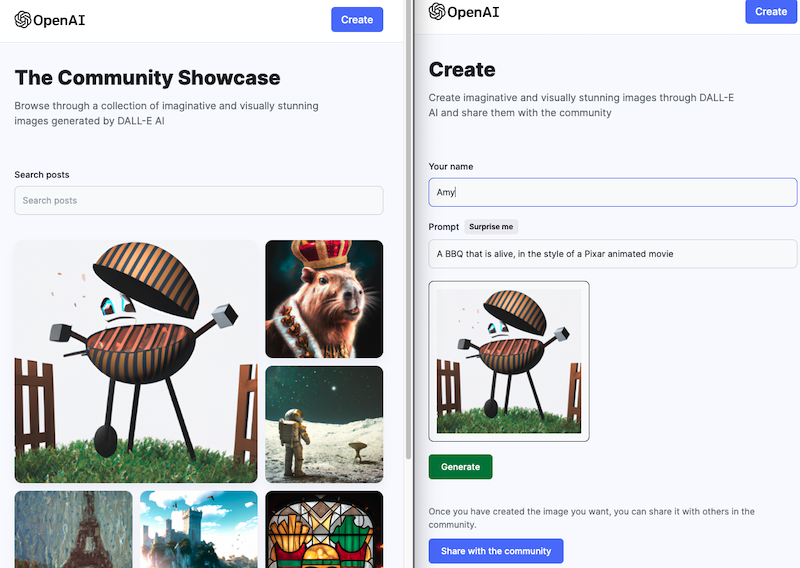 OpenAI
Create
The Community Showcase
Browse through a collection of imaginative and visually stunning
images generated by DALL-E AI
Search posts
Search posts
OpenAI
Create
Create
Create imaginative and visually stunning images through DALL-E
AI and share them with the community
Your name
Amy
Prompt Surprise me
A BBQ that is alive, in the style of a Pixar animated movie
Generate
Once you have created the image you want, you can share it with others in the
community.
Share with the community